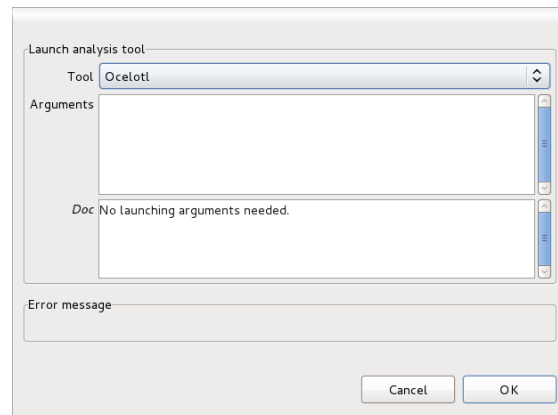 Launch analysis tool
Tool Ocelotl
Arguments
Doc No launching arguments needed.
Error message
Cancel OK